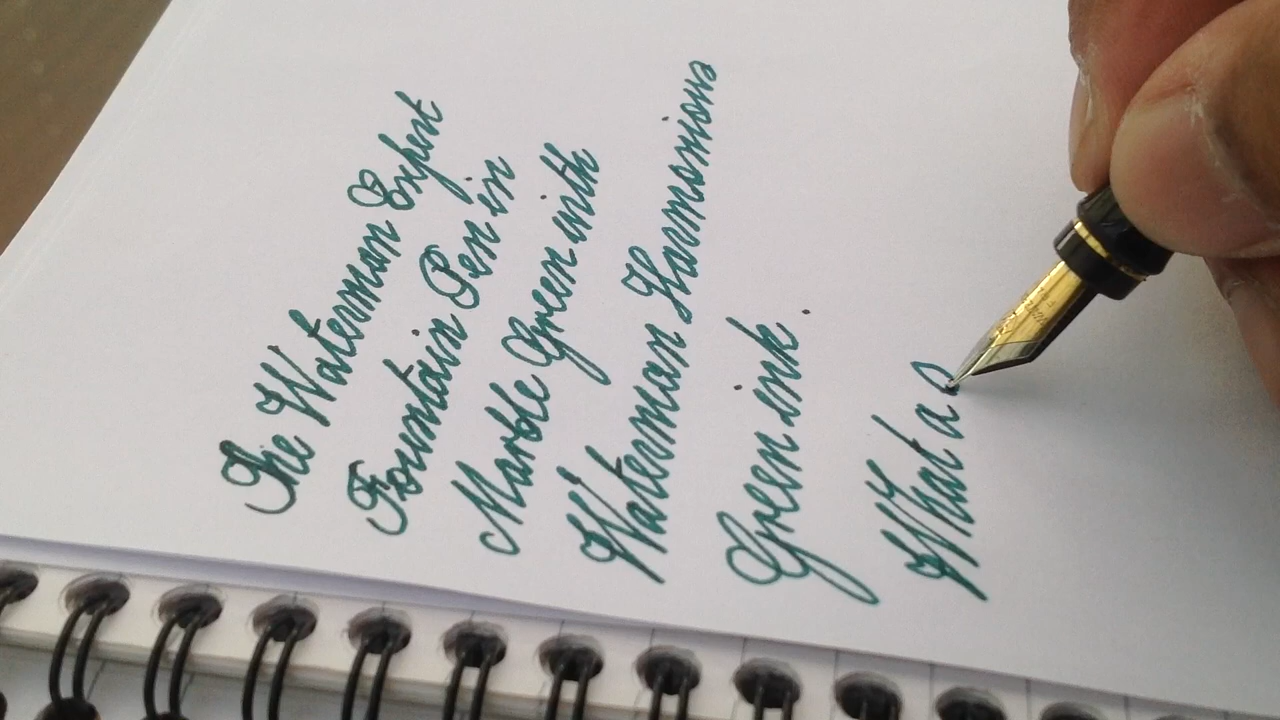 The Waterman Expert
Fountain Pen in
Marble Green with
Waterman Harmonious
Green ink.
What a